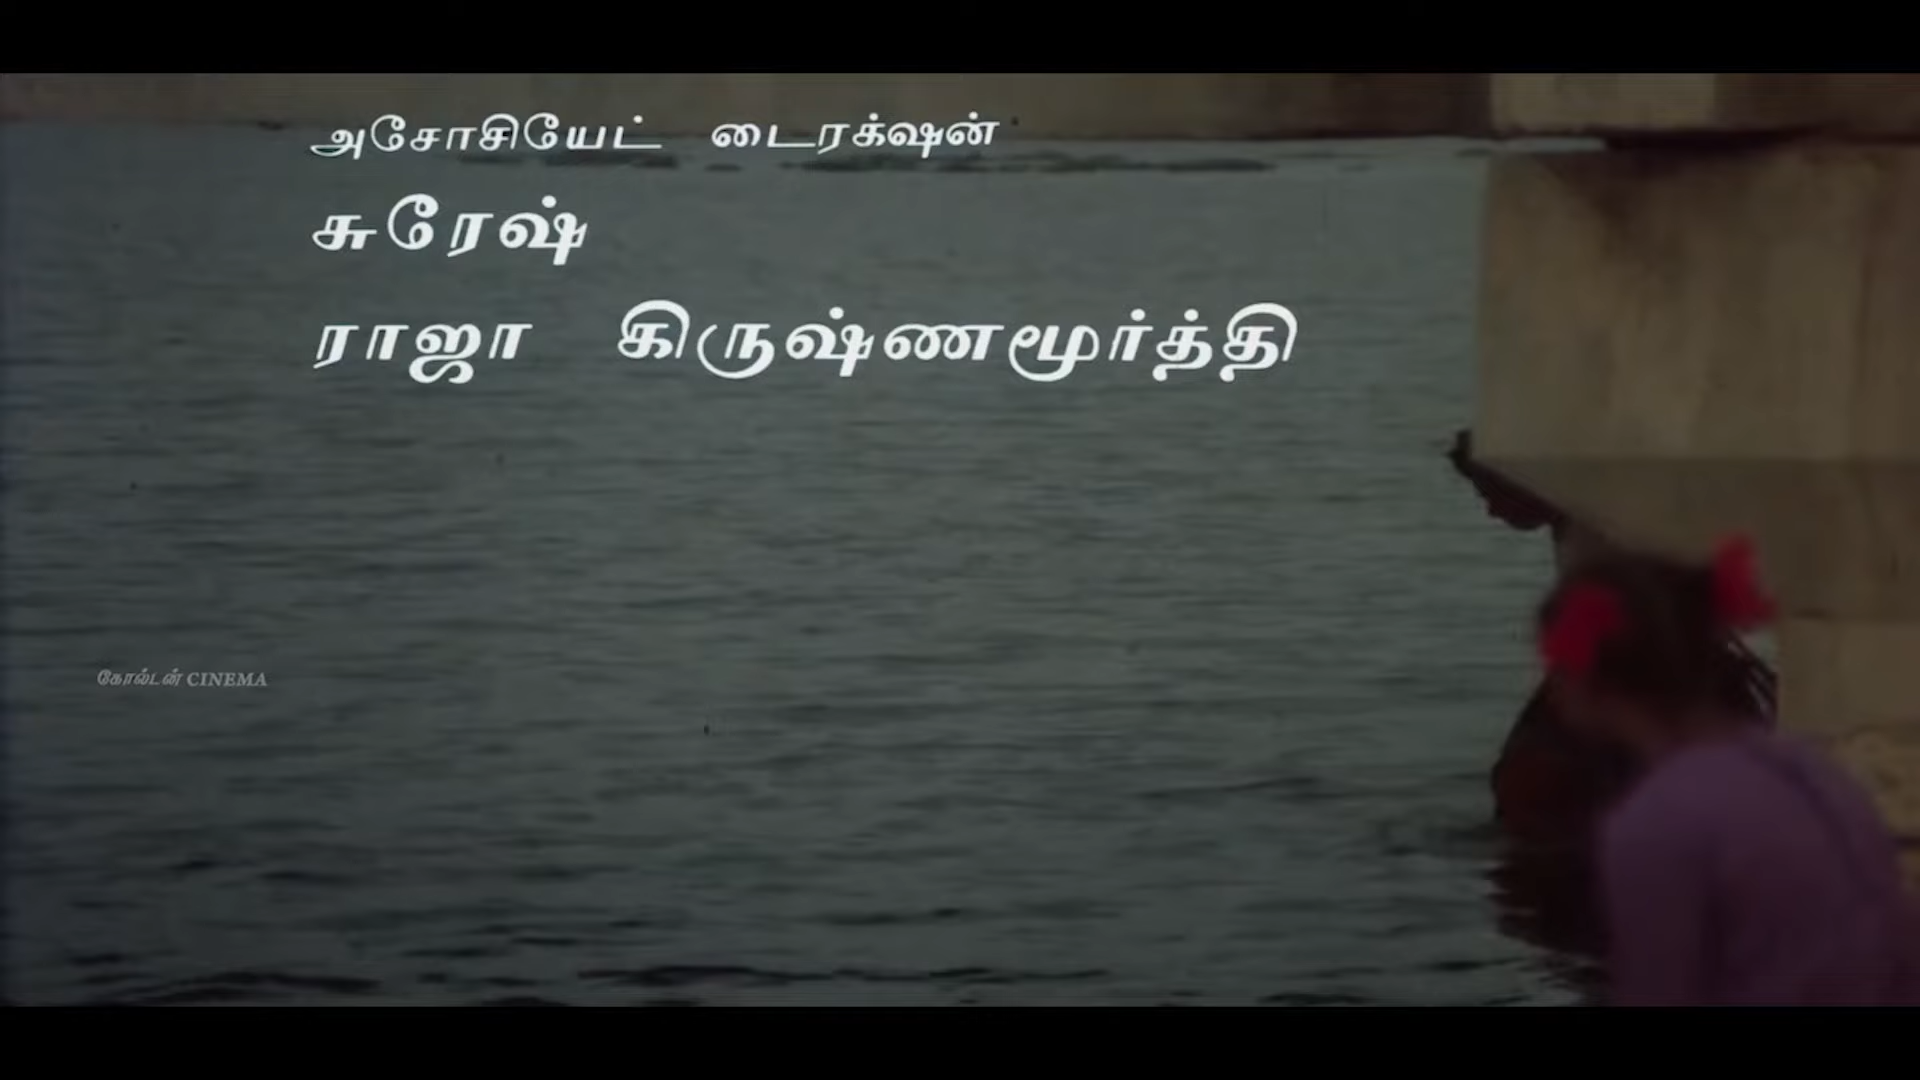 அசோசியேட் டைரக்‌ஷன்
சுரேஷ்
ராஜா கிருஷ்ணமூர்த்தி
கோல்டன் CINEMA